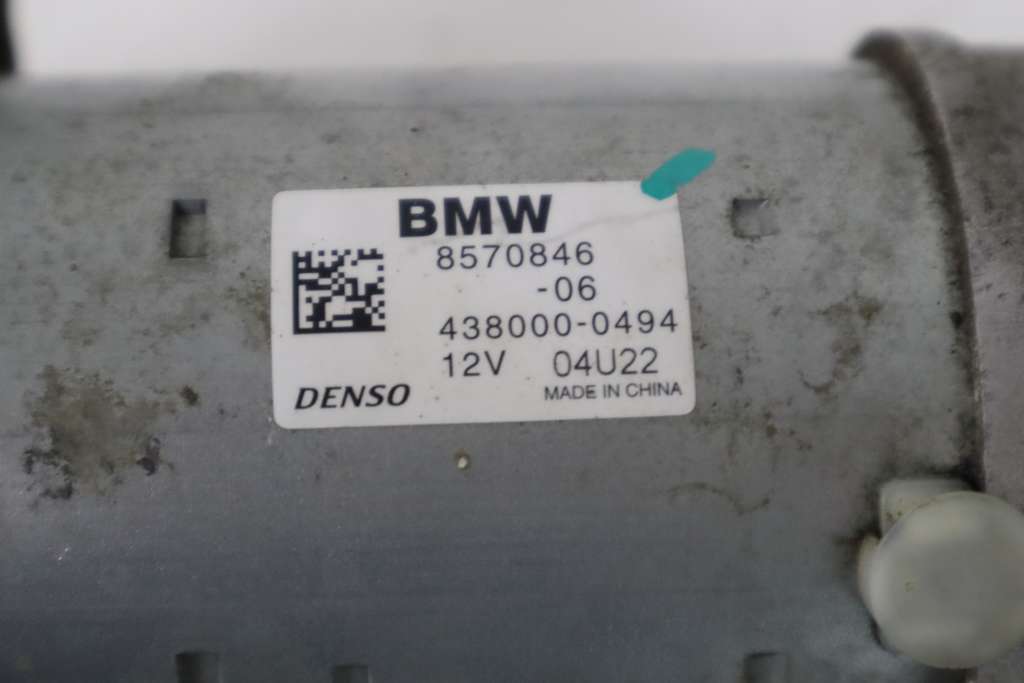 BMW
8570846
-06
438000-0494
12V 04U22
DENSO MADE IN CHINA